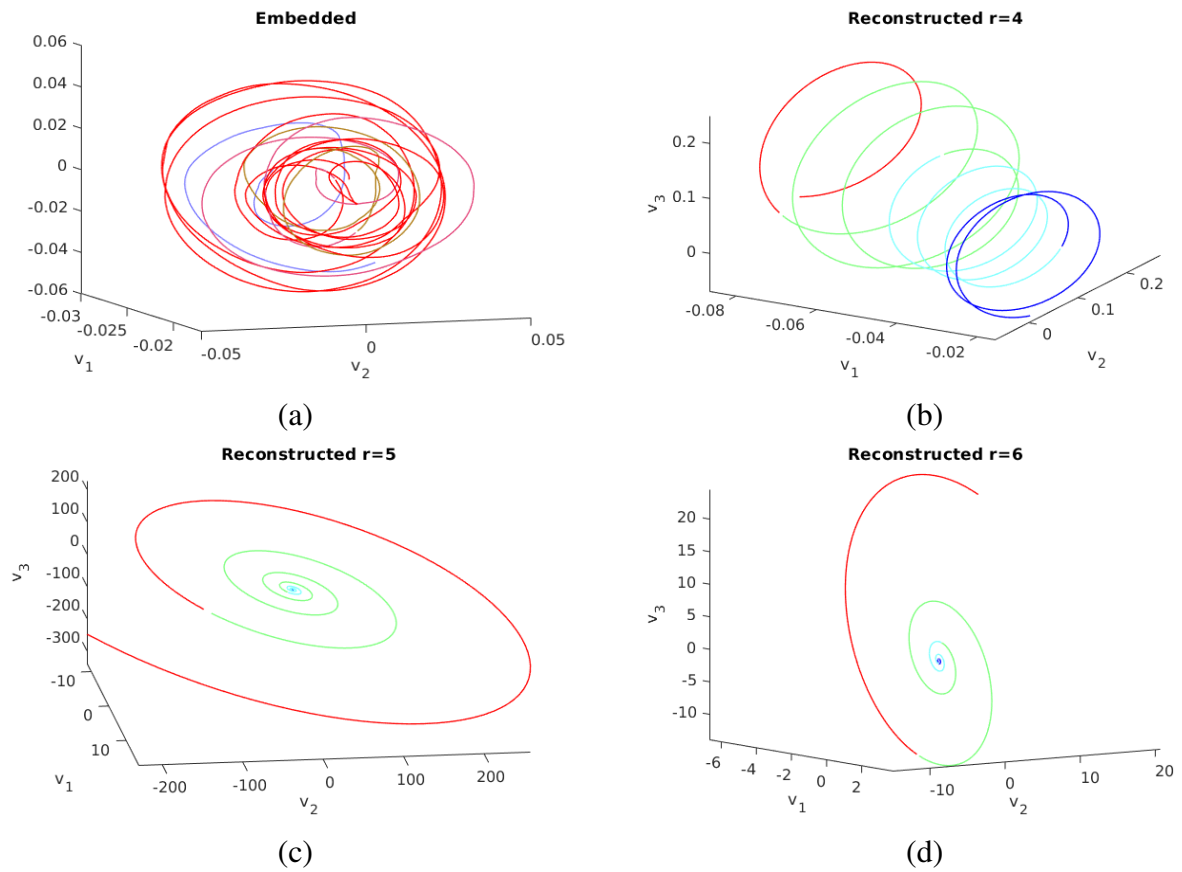 Embedded
0.06
0.04
0.02
0
-0.02
-0.04
-0.06
-0.03
-0.025
-0.02
-0.05
0
0.05
v1
v2
(a)
Reconstructed r=4
0.2
0.1
0
v3
-0.08
-0.06
-0.04
-0.02
0
0.1
0.2
v1
v2
(b)
Reconstructed r=5
200
100
0
-100
-200
-300
v3
-10
0
10
-200
-100
0
100
200
v1
v2
(c)
Reconstructed r=6
20
15
10
5
0
-5
-10
v3
-6
-4
-2
0
2
-10
0
10
20
v1
v2
(d)